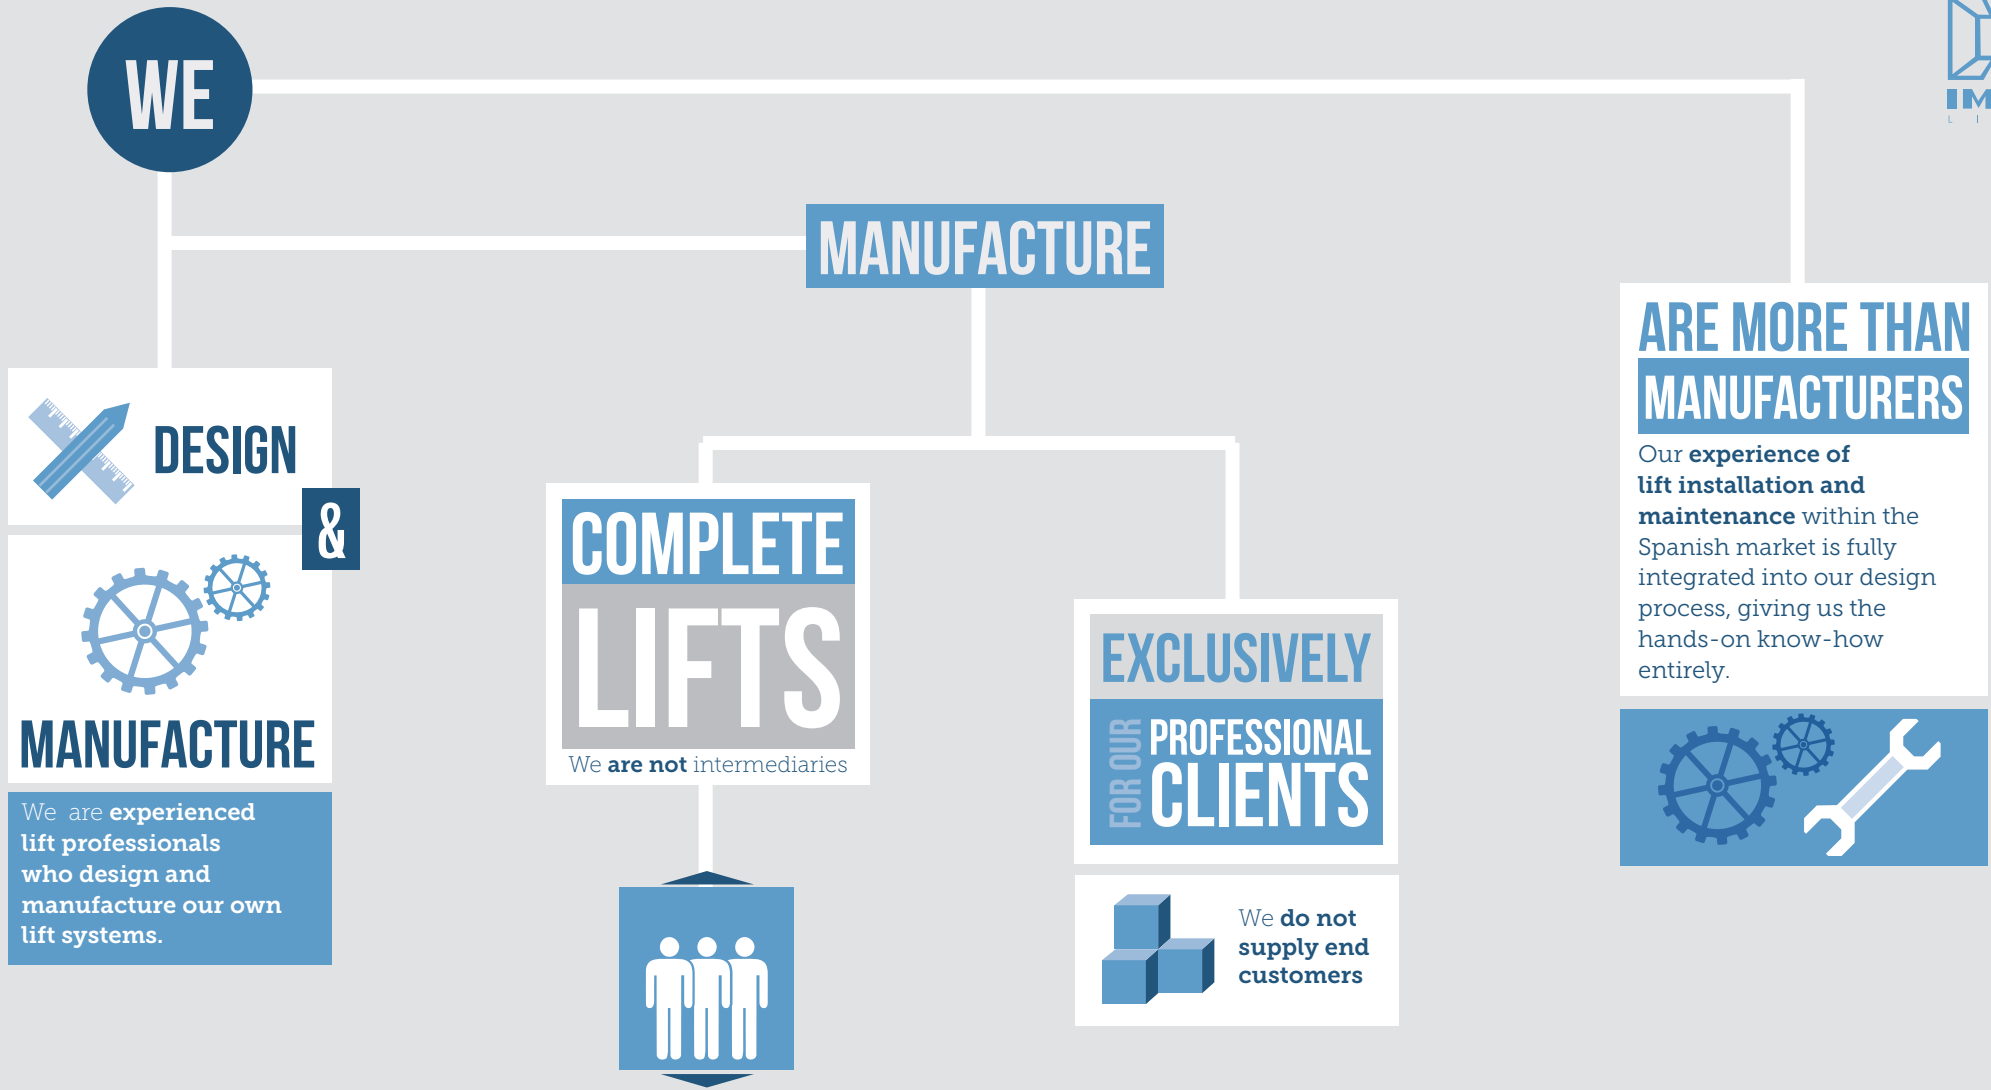 WE
MANUFACTURE
DESIGN
&
MANUFACTURE
We are experienced
lift professionals
who design and
manufacture our own
lift systems.
COMPLETE
LIFTS
We are not intermediaries
EXCLUSIVELY
FOR OUR
PROFESSIONAL
CLIENTS
We do not
supply end
customers
ARE MORE THAN
MANUFACTURERS
Our experience of
lift installation and
maintenance within the
Spanish market is fully
integrated into our design
process, giving us the
hands-on know-how
entirely.